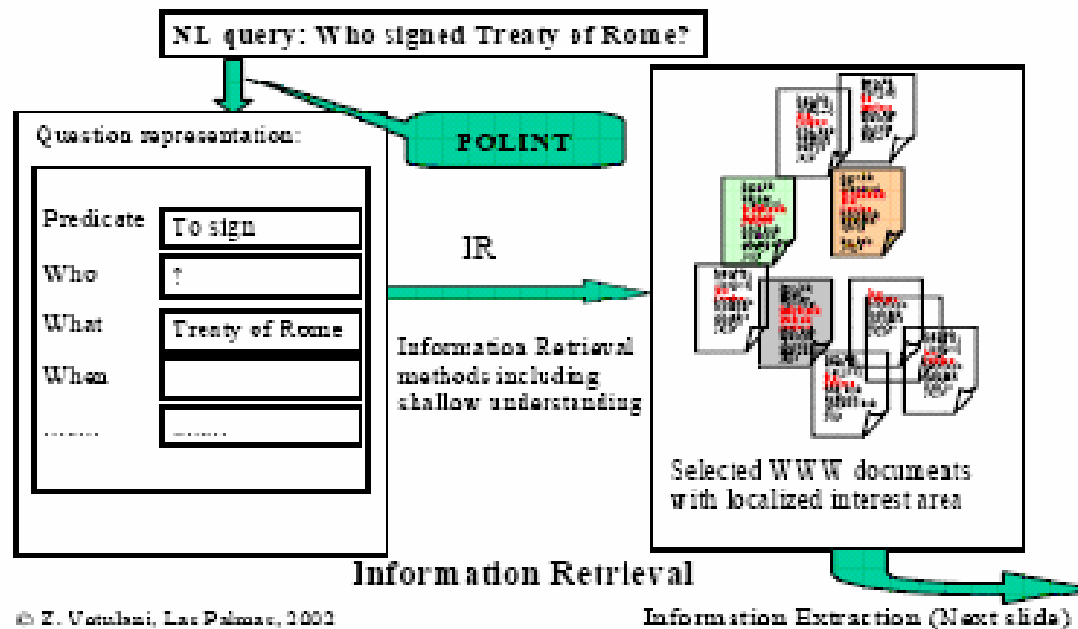 NL query: Who signed Treaty of Rome?
POLINT
Question representation:
Predicate To sign
Who ?
What Treaty of Rome
When
........ ........
IR
Information Retrieval
methods including
shallow understanding
Selected WWW documents
with localized interest area
Information Retrieval
© Z. Vetulani, Las Palmas, 2002
Information Extraction (Next slide)